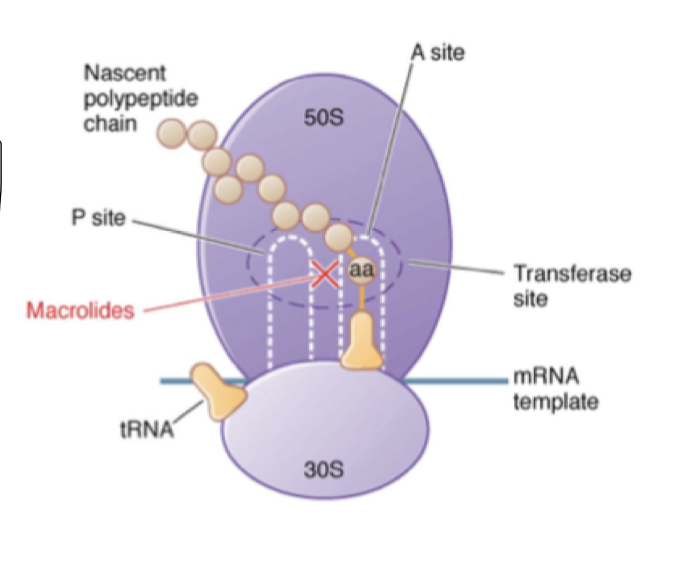 A site
Nascent
polypeptide
chain
50S
P site
aa
Transferase
site
Macrolides
mRNA
template
tRNA
30S